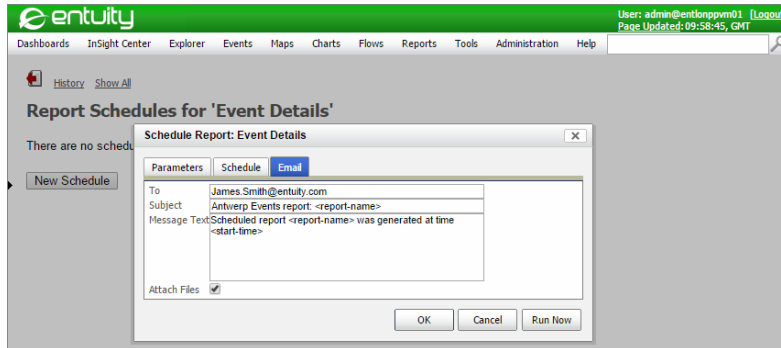 entuity
User: admin@entlonppvm01 [Logout
Page Updated: 09:58:45, GMT
Dashboards InSight Center Explorer Events Maps Charts Flows Reports Tools Administration Help
History Show All
Report Schedules for 'Event Details'
There are no schedu
New Schedule
Schedule Report: Event Details
Parameters Schedule Email
To James.Smith@entuity.com
Subject Antwerp Events report: <report-name>
Message Text Scheduled report <report-name> was generated at time
<start-time>
Attach Files
OK Cancel Run Now